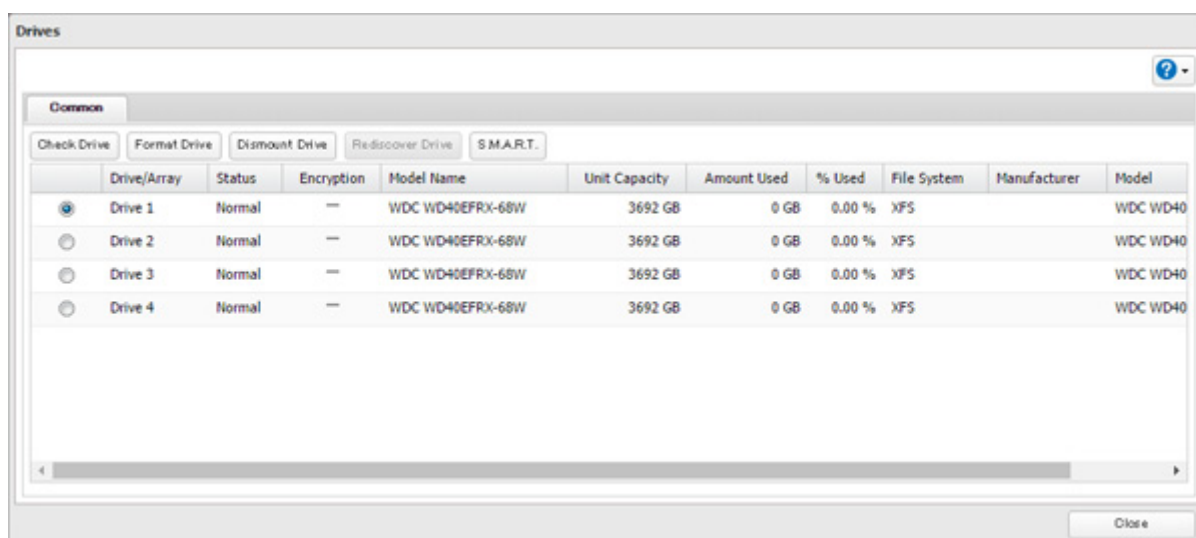 Drives
Common
Check Drive Format Drive Dismount Drive Rediscover Drive S.M.A.R.T.
Drive/Array Status Encryption Model Name Unit Capacity Amount Used % Used File System Manufacturer Model
Drive 1 Normal — WDC WD40EFRX-68W 3692 GB 0 GB 0.00 % XFS WDC WD40
Drive 2 Normal — WDC WD40EFRX-68W 3692 GB 0 GB 0.00 % XFS WDC WD40
Drive 3 Normal — WDC WD40EFRX-68W 3692 GB 0 GB 0.00 % XFS WDC WD40
Drive 4 Normal — WDC WD40EFRX-68W 3692 GB 0 GB 0.00 % XFS WDC WD40
Close